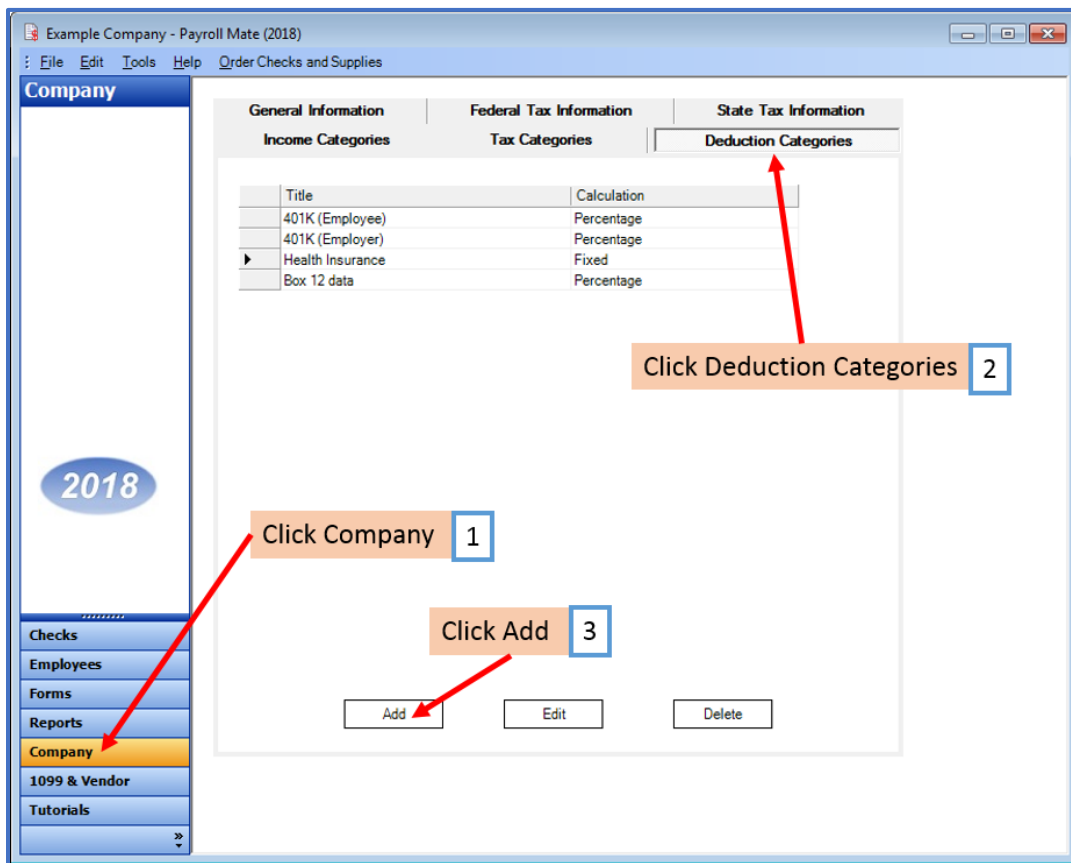 Example Company - Payroll Mate (2018)
File Edit Tools Help Order Checks and Supplies
Company
General Information Federal Tax Information State Tax Information
Income Categories Tax Categories Deduction Categories
Title Calculation
401K (Employee) Percentage
401K (Employer) Percentage
Health Insurance Fixed
Box 12 data Percentage
Click Deduction Categories 2
2018
Click Company 1
Click Add 3
Checks
Employees
Forms
Reports
Company
1099 & Vendor
Tutorials
Add Edit Delete